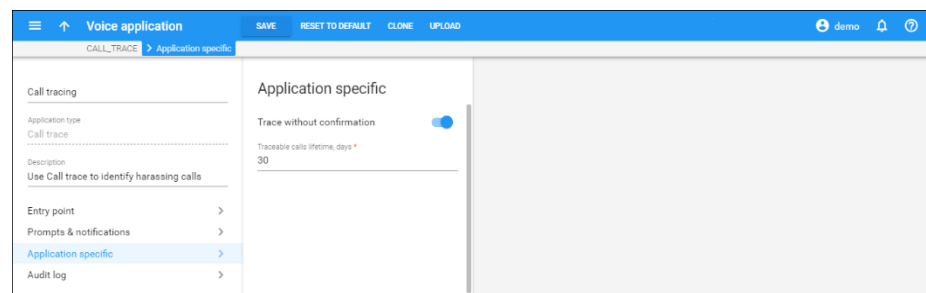 Voice application SAVE RESET TO DEFAULT CLONE UPLOAD demo
CALL_TRACE > Application specific
Call tracing
Application type
Call trace
Description
Use Call trace to identify harassing calls
Entry point
Prompts & notifications
Application specific
Audit log
Application specific
Trace without confirmation
Traceable calls lifetime, days *
30